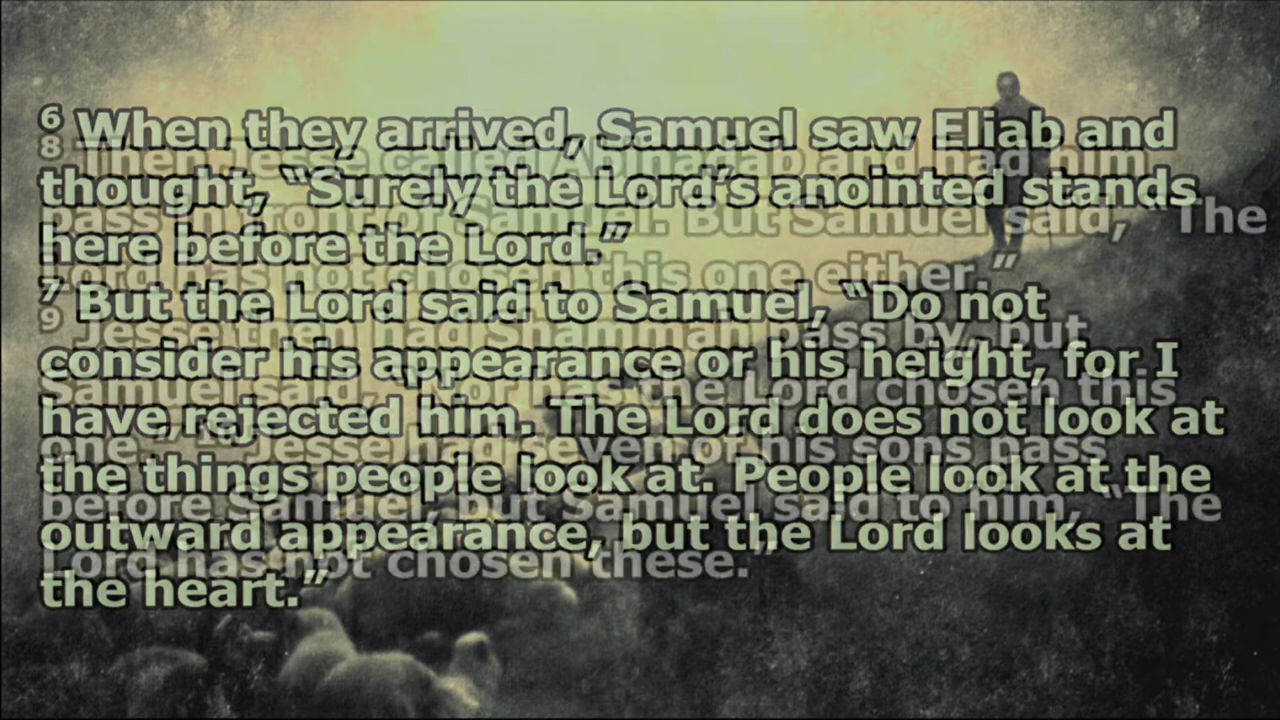 6 When they arrived, Samuel saw Eliab and
thought, “Surely the Lord’s anointed stands
here before the Lord.”
7 But the Lord said to Samuel, “Do not
consider his appearance or his height, for I
have rejected him. The Lord does not look at
the things people look at. People look at the
outward appearance, but the Lord looks at
the heart.”
8 Then Jesse called Abinadab and had him
pass in front of Samuel. But Samuel said, “The
Lord has not chosen this one either.”
9 Jesse then had Shammah pass by, but
Samuel said, “Nor has the Lord chosen this
one.” 10 Jesse had seven of his sons pass
before Samuel, but Samuel said to him, “The
Lord has not chosen these.”